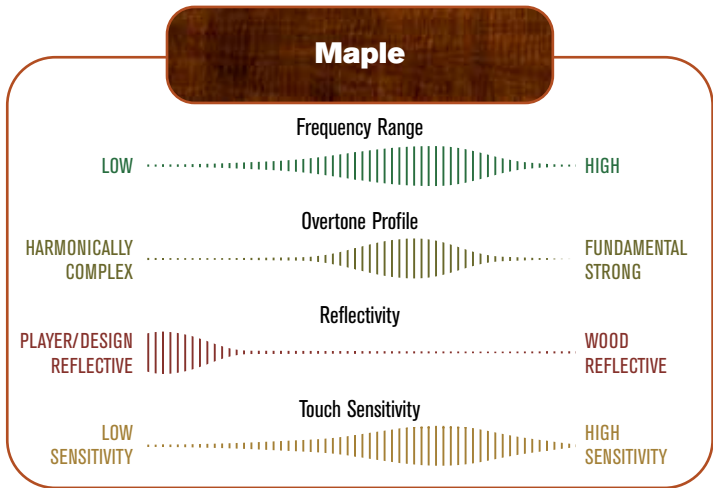 Maple
Frequency Range
LOW
HIGH
Overtone Profile
HARMONICALLY
COMPLEX
FUNDAMENTAL
STRONG
Reflectivity
PLAYER/DESIGN
REFLECTIVE
WOOD
REFLECTIVE
Touch Sensitivity
LOW
SENSITIVITY
HIGH
SENSITIVITY